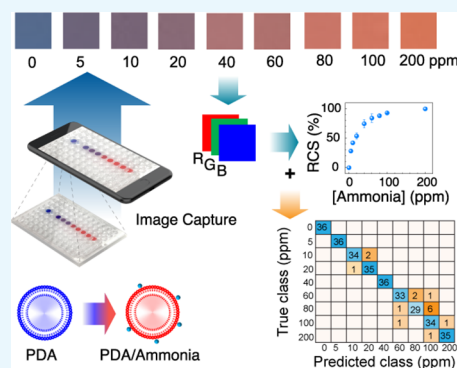 0 5 10 20 40 60 80 100 200 ppm
Image Capture
R G B
+
RCS (%)
100
50
0
0 100 200
[Ammonia] (ppm)
PDA
PDA/Ammonia
True class (ppm)
0 36
5 36
10 34 2
20 1 35
40 36
60 33 2 1
80 1 29 6
100 1 34 1
200 1 35
0 5 10 20 40 60 80 100 200
Predicted class (ppm)